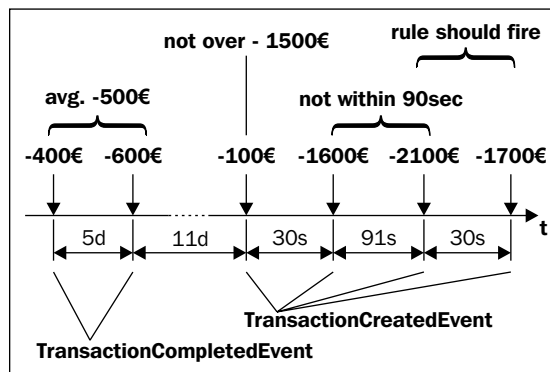 rule should fire
not over - 1500€
avg. -500€
not within 90sec
-400€ -600€ -100€ -1600€ -2100€ -1700€
t
5d 11d 30s 91s 30s
TransactionCreatedEvent
TransactionCompletedEvent